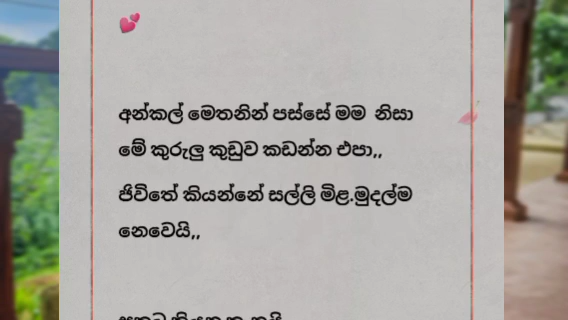 අන්කල් මෙතනින් පස්සේ මම නිසා
මේ කුරුලු කූඩුව කඩන්න එපා,,
ජිවිතේ කියන්නේ සල්ලි මිළ.මුදල්ම
නෙවෙයි,,